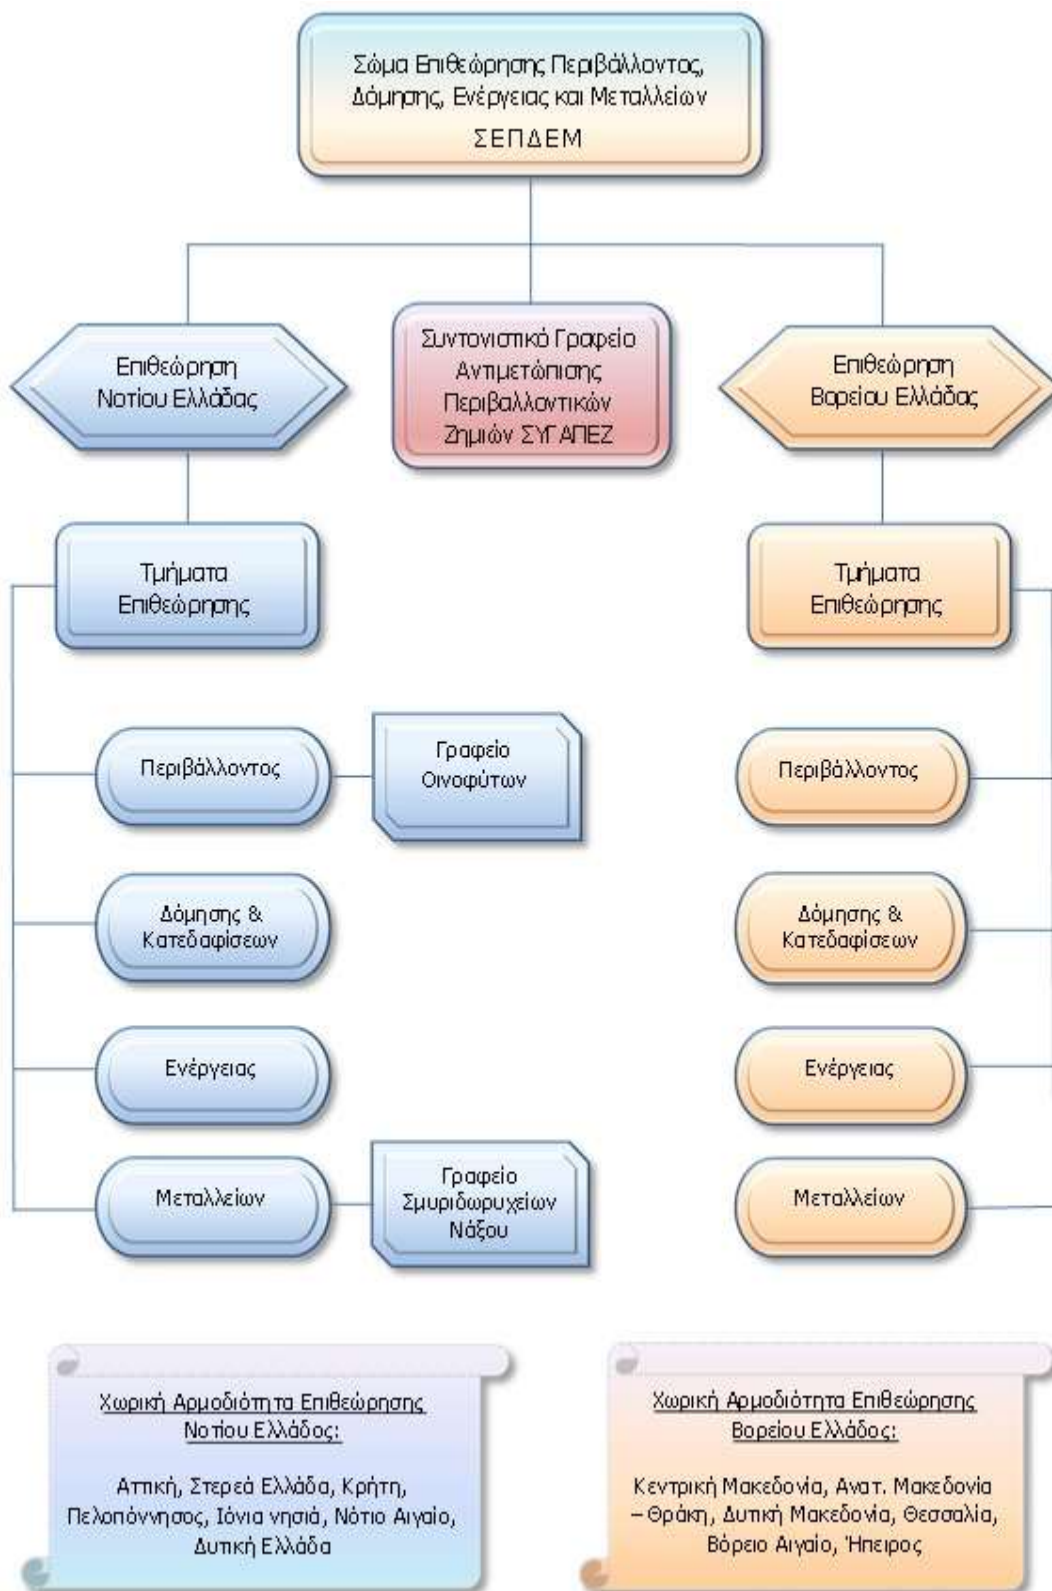 Σώμα Επιθεώρησης Περιβάλλοντος,
Δόμησης, Ενέργειας και Μεταλλείων
ΣΕΠΔΕΜ
Επιθεώρηση
Νοτίου Ελλάδας
Συντονιστικό Γραφείο
Αντιμετώπισης
Περιβαλλοντικών
Ζημιών ΣΥΓΑΠΕΖ
Επιθεώρηση
Βορείου Ελλάδας
Τμήματα
Επιθεώρησης
Τμήματα
Επιθεώρησης
Περιβάλλοντος
Γραφείο
Οινοφύτων
Περιβάλλοντος
Δόμησης &
Κατεδαφίσεων
Δόμησης &
Κατεδαφίσεων
Ενέργειας
Ενέργειας
Μεταλλείων
Γραφείο
Σμυριδωρυχείων
Νάξου
Μεταλλείων
Χωρική Αρμοδιότητα Επιθεώρησης
Νοτίου Ελλάδος:
Αττική, Στερεά Ελλάδα, Κρήτη,
Πελοπόννησος, Ιόνια νησιά, Νότιο Αιγαίο,
Δυτική Ελλάδα
Χωρική Αρμοδιότητα Επιθεώρησης
Βορείου Ελλάδος:
Κεντρική Μακεδονία, Ανατ. Μακεδονία
– Θράκη, Δυτική Μακεδονία, Θεσσαλία,
Βόρειο Αιγαίο, Ήπειρος